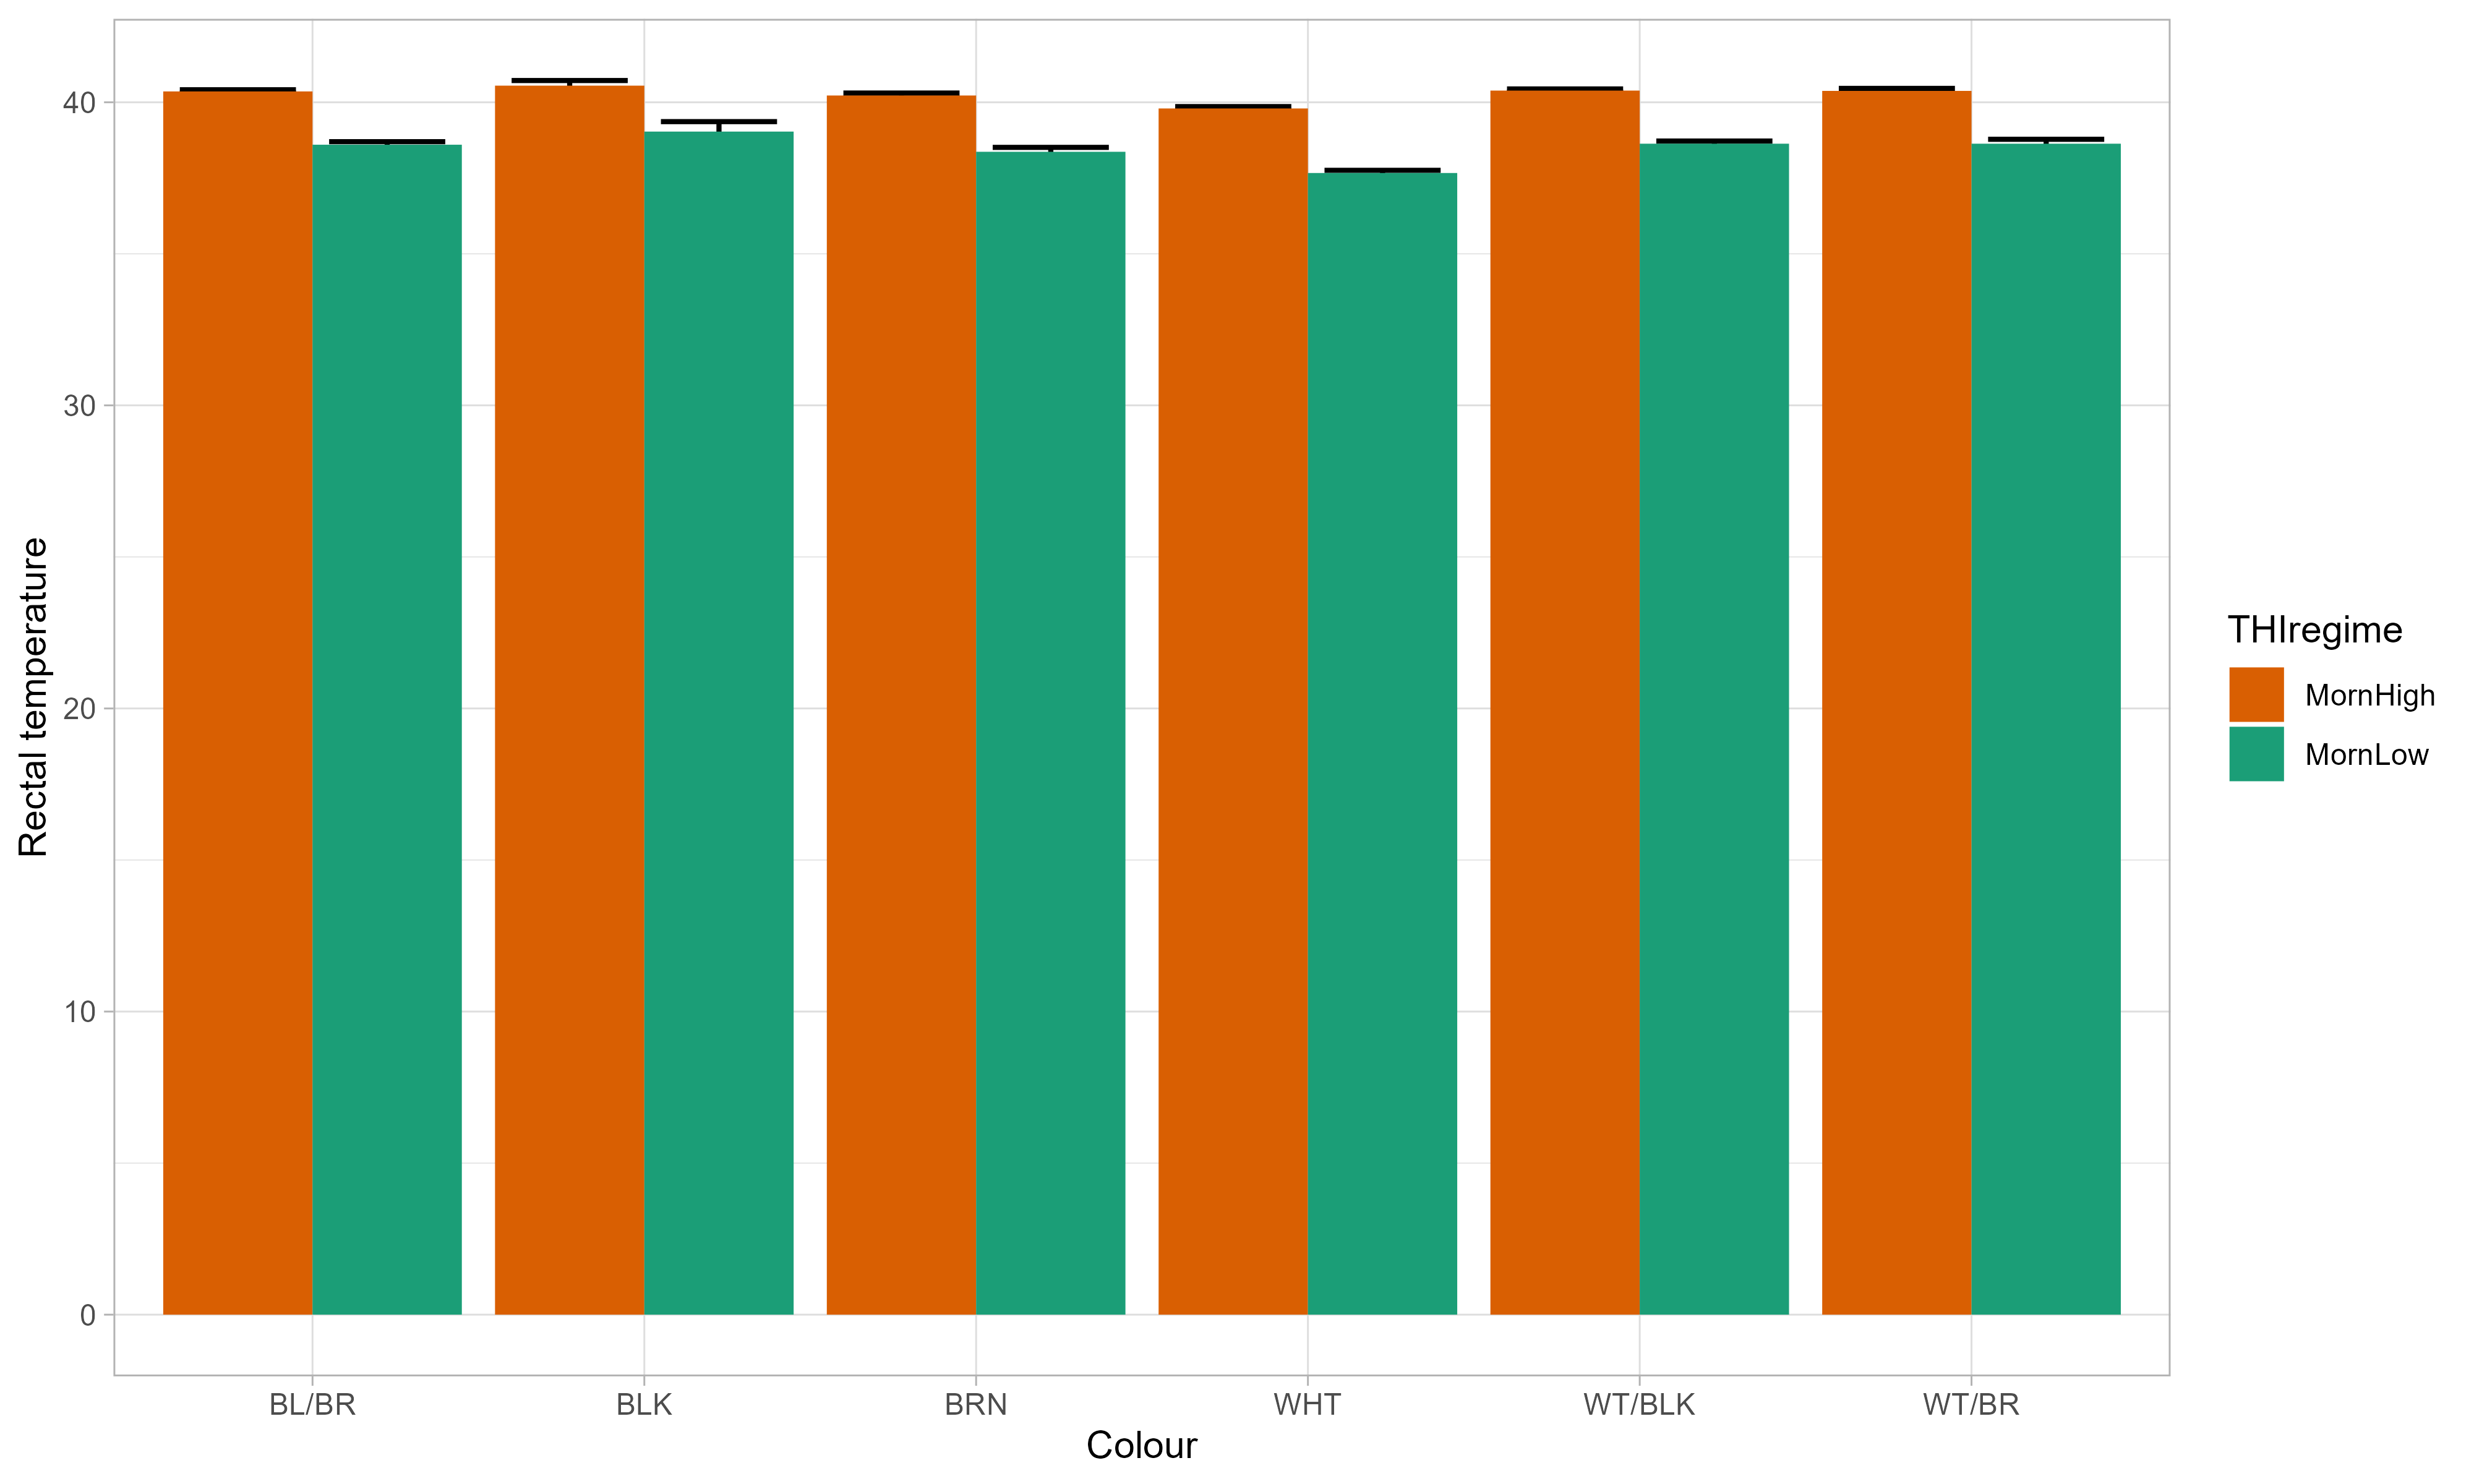 40
30
20
10
0
Rectal temperature
BL/BR
BLK
BRN
WHT
WT/BLK
WT/BR
Colour
THIregime
MornHigh
MornLow